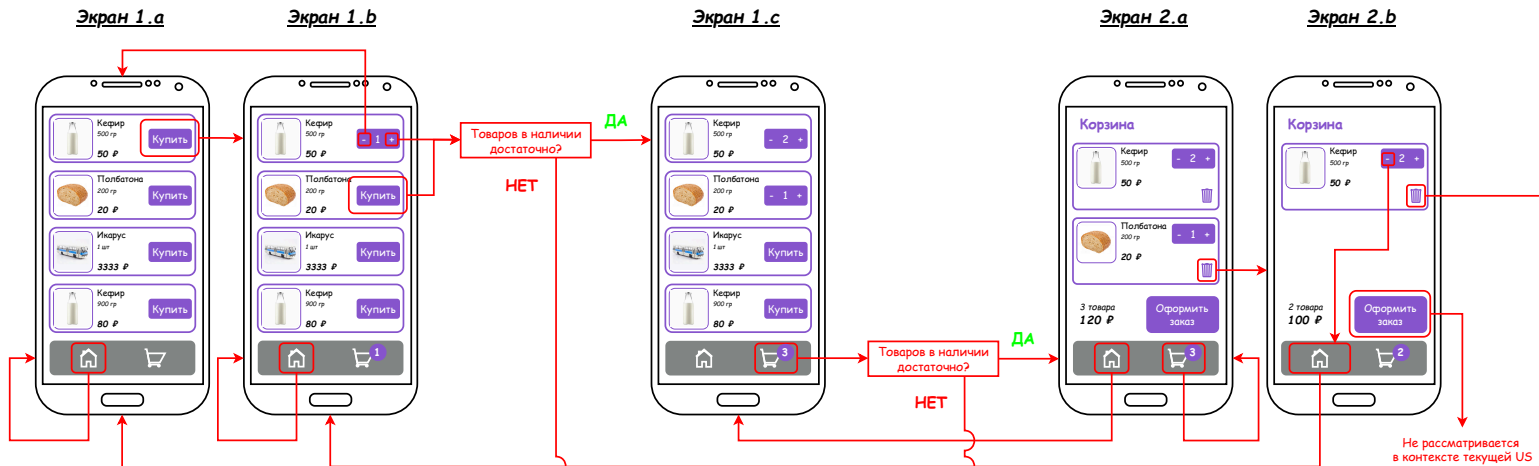 Экран 1.a
Экран 1.b
Экран 1.c
Экран 2.a
Экран 2.b
Кефир
500 гр
50 ₽
Купить
Полбатона
200 гр
20 ₽
Купить
Икарус
1 шт
3333 ₽
Купить
Кефир
900 гр
80 ₽
Купить
Кефир
500 гр
50 ₽
- 1 +
Полбатона
200 гр
20 ₽
Купить
Икарус
1 шт
3333 ₽
Купить
Кефир
900 гр
80 ₽
Купить
1
Товаров в наличии
достаточно?
ДА
НЕТ
Кефир
500 гр
50 ₽
- 2 +
Полбатона
200 гр
20 ₽
- 1 +
Икарус
1 шт
3333 ₽
Купить
Кефир
900 гр
80 ₽
Купить
3
Товаров в наличии
достаточно?
ДА
НЕТ
Корзина
Кефир
500 гр
50 ₽
- 2 +
Полбатона
200 гр
20 ₽
- 1 +
3 товара
120 ₽
Оформить
заказ
3
Корзина
Кефир
500 гр
50 ₽
- 2 +
2 товара
100 ₽
Оформить
заказ
2
Не рассматривается
в контексте текущей US